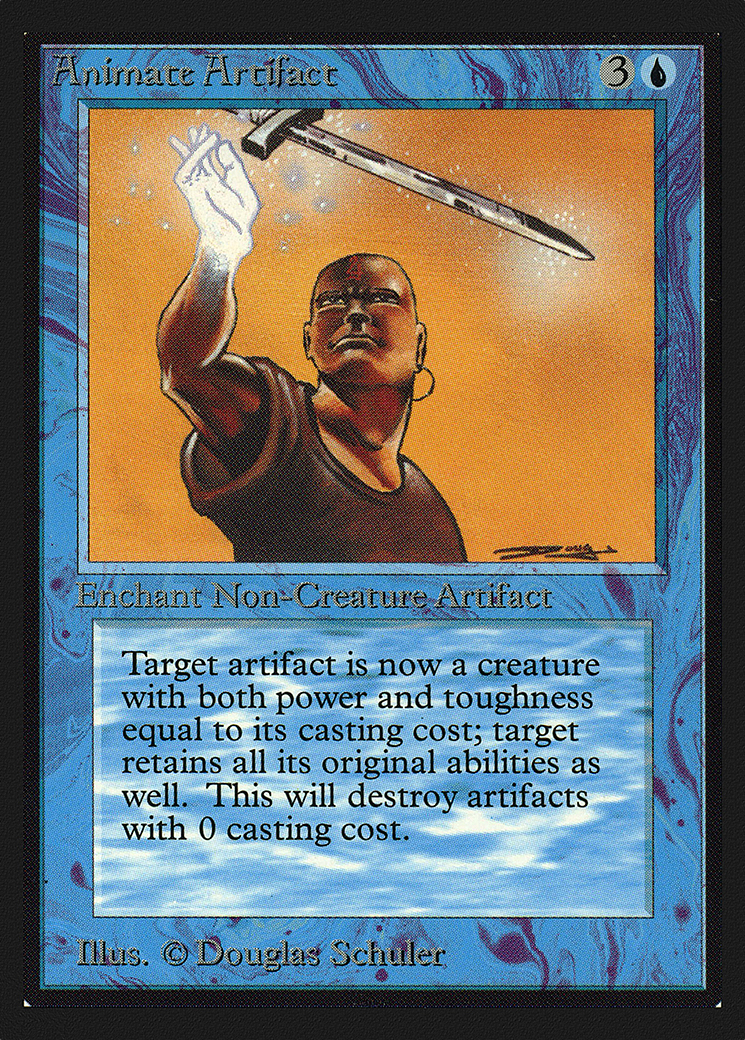 Animate Artifact 3
Enchant Non-Creature Artifact
Target artifact is now a creature
with both power and toughness
equal to its casting cost; target
retains all its original abilities as
well. This will destroy artifacts
with 0 casting cost.
Illus. © Douglas Schuler